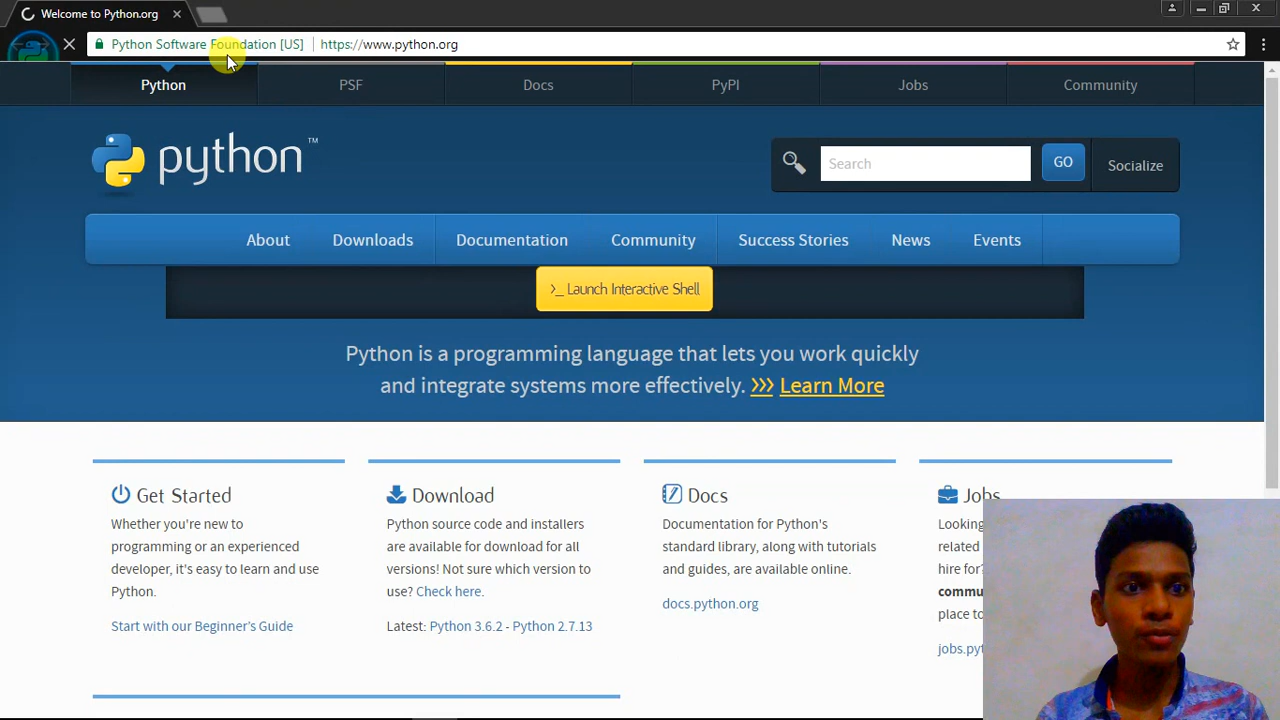 Welcome to Python.org
Python Software Foundation [US] https://www.python.org
Python PSF Docs PyPI Jobs Community
python™
Search GO Socialize
About Downloads Documentation Community Success Stories News Events
>_ Launch Interactive Shell
Python is a programming language that lets you work quickly
and integrate systems more effectively. >>> Learn More
Get Started
Whether you're new to
programming or an experienced
developer, it's easy to learn and use
Python.
Start with our Beginner's Guide
Download
Python source code and installers
are available for download for all
versions! Not sure which version to
use? Check here.
Latest: Python 3.6.2 - Python 2.7.13
Docs
Documentation for Python's
standard library, along with tutorials
and guides, are available online.
docs.python.org
Jobs
Looking
related
hire for?
commu
place to
jobs.pyt